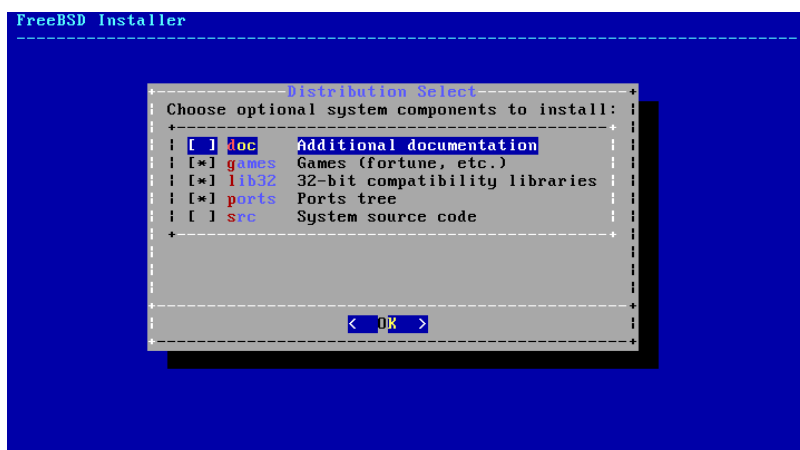 FreeBSD Installer
Distribution Select
Choose optional system components to install:
[ ] doc Additional documentation
[*] games Games (fortune, etc.)
[*] lib32 32-bit compatibility libraries
[*] ports Ports tree
[ ] src System source code
< OK >